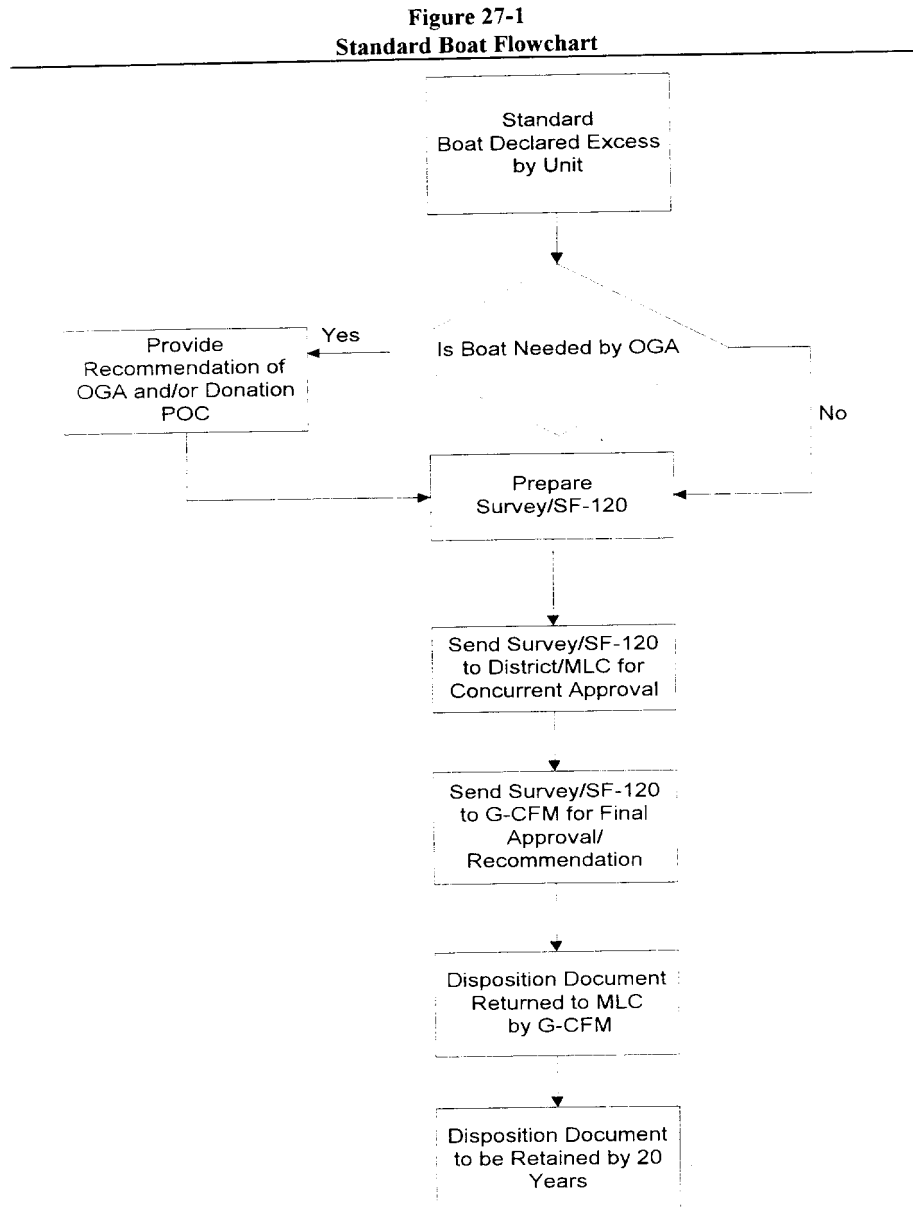 Figure 27-1
Standard Boat Flowchart
Standard
Boat Declared Excess
by Unit
Is Boat Needed by OGA
Yes
Provide
Recommendation of
OGA and/or Donation
POC
No
Prepare
Survey/SF-120
Send Survey/SF-120
to District/MLC for
Concurrent Approval
Send Survey/SF-120
to G-CFM for Final
Approval/
Recommendation
Disposition Document
Returned to MLC
by G-CFM
Disposition Document
to be Retained by 20
Years